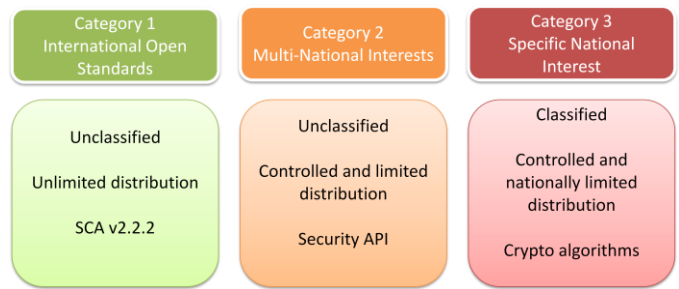 Category 1
International Open
Standards
Category 2
Multi-National Interests
Category 3
Specific National
Interest
Unclassified
Unlimited distribution
SCA v2.2.2
Unclassified
Controlled and limited
distribution
Security API
Classified
Controlled and
nationally limited
distribution
Crypto algorithms